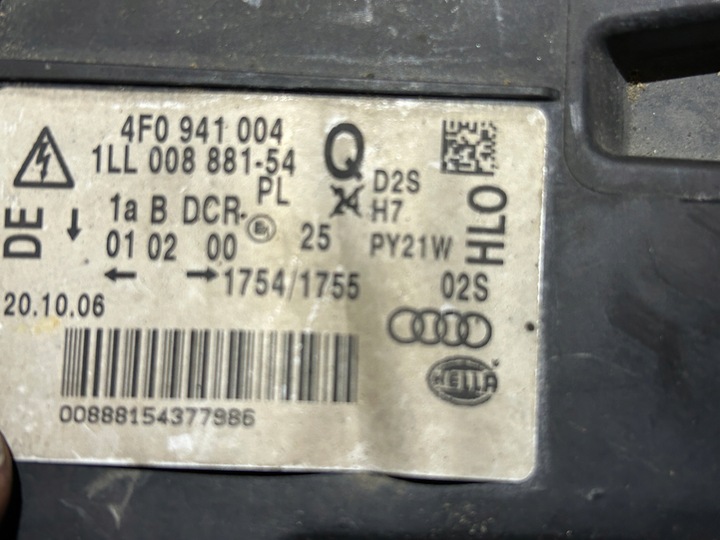 4F0 941 004
1LL 008 881-54
Q
PL
D2S
24 H7
1a B DCR
01 02 00
25
PY21W
HLO
DE
1754/1755
02S
20.10.06
HELLA
00888154377986